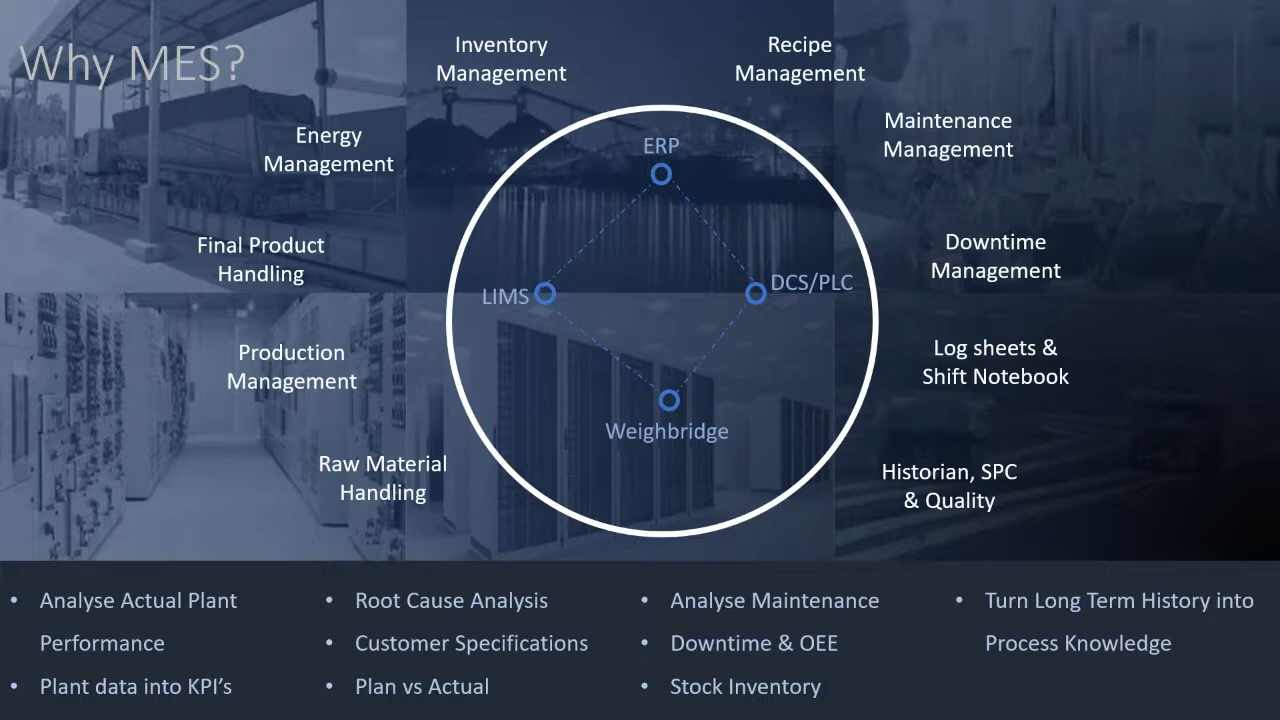 Why MES?
Inventory
Management
Recipe
Management
Energy
Management
Maintenance
Management
ERP
Final Product
Handling
Downtime
Management
LIMS
DCS/PLC
Production
Management
Log sheets &
Shift Notebook
Weighbridge
Raw Material
Handling
Historian, SPC
& Quality
• Analyse Actual Plant
Performance
• Plant data into KPI's
• Root Cause Analysis
• Customer Specifications
• Plan vs Actual
• Analyse Maintenance
• Downtime & OEE
• Stock Inventory
• Turn Long Term History into
Process Knowledge